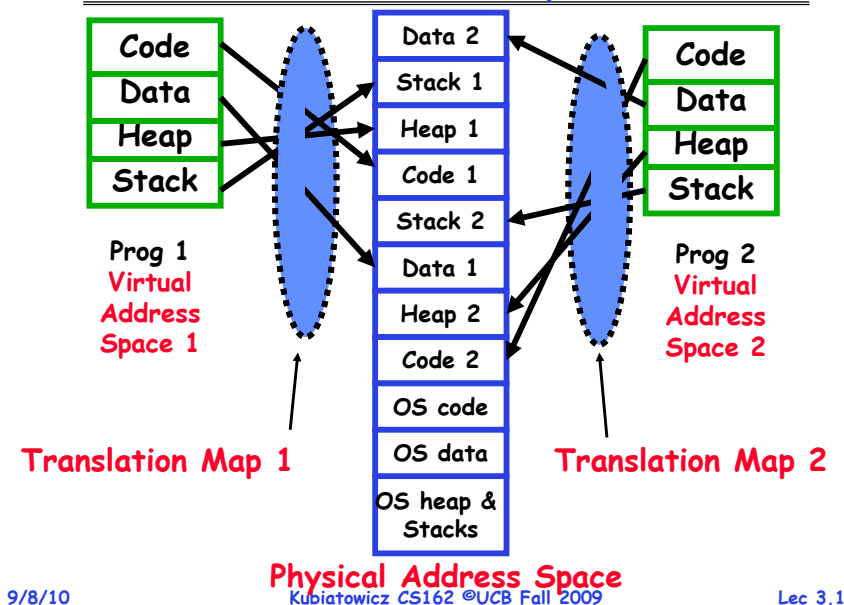 Code
Data
Heap
Stack
Prog 1
Virtual
Address
Space 1
Translation Map 1
Data 2
Stack 1
Heap 1
Code 1
Stack 2
Data 1
Heap 2
Code 2
OS code
OS data
OS heap &
Stacks
Physical Address Space
Code
Data
Heap
Stack
Prog 2
Virtual
Address
Space 2
Translation Map 2
9/8/10
Kubiatowicz CS162 ©UCB Fall 2009
Lec 3.1